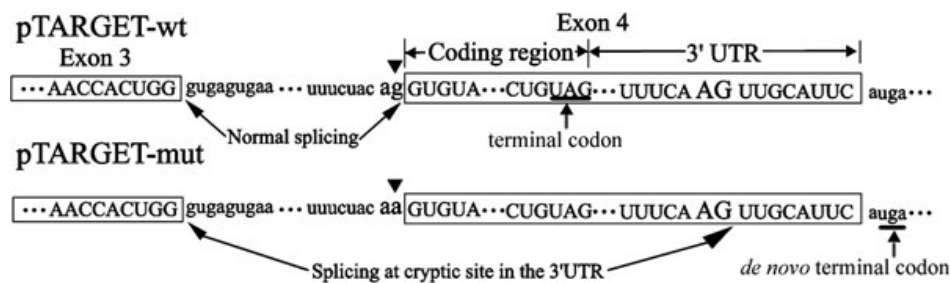 pTARGET-wt
Exon 3
Exon 4
Coding region
3' UTR
···AACCACUGG gugagugaa ··· uuucuac ag GUGUA···CUGUAG···UUUCA AG UUGCAUUC auga···
Normal splicing
terminal codon
pTARGET-mut
···AACCACUGG gugagugaa ··· uuucuac aa GUGUA···CUGUAG···UUUCA AG UUGCAUUC auga···
Splicing at cryptic site in the 3'UTR
de novo terminal codon